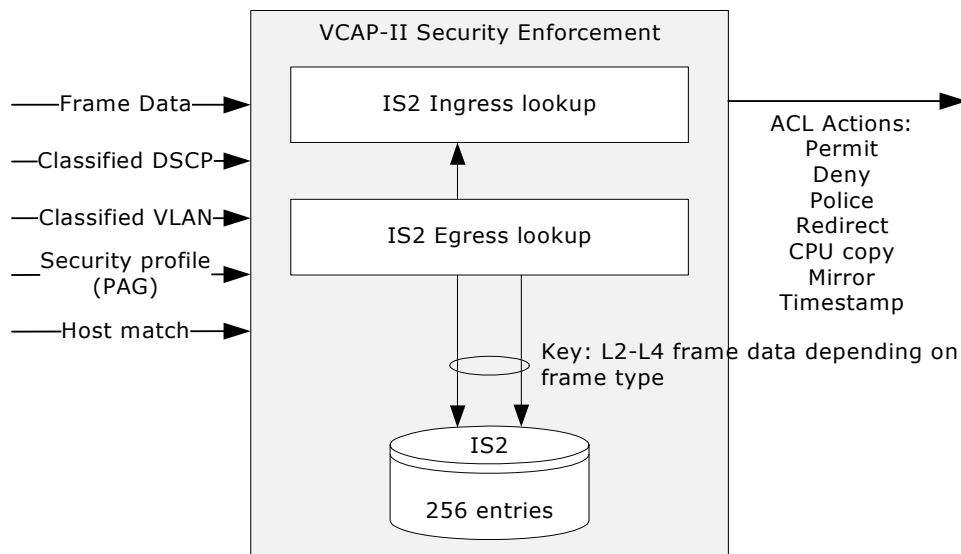 VCAP-II Security Enforcement
IS2 Ingress lookup
Frame Data
Classified DSCP
Classified VLAN
Security profile
(PAG)
Host match
IS2 Egress lookup
ACL Actions:
Permit
Deny
Police
Redirect
CPU copy
Mirror
Timestamp
Key: L2-L4 frame data depending on
frame type
IS2
256 entries